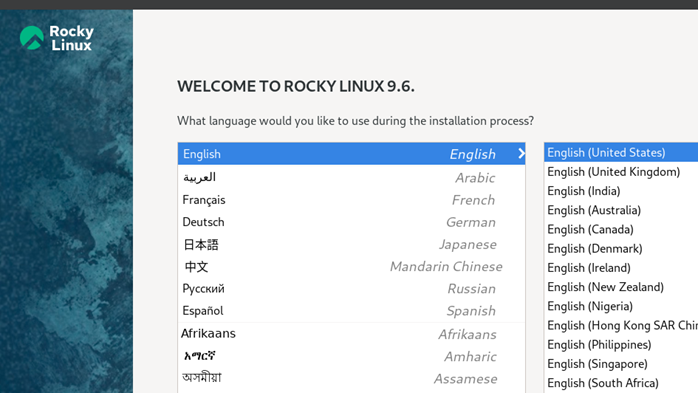 Rocky
Linux
WELCOME TO ROCKY LINUX 9.6.
What language would you like to use during the installation process?
English English
العربية Arabic
Français French
Deutsch German
日本語 Japanese
中文 Mandarin Chinese
Русский Russian
Español Spanish
Afrikaans Afrikaans
አማርኛ Amharic
অসমীয়া Assamese
English (United States)
English (United Kingdom)
English (India)
English (Australia)
English (Canada)
English (Denmark)
English (Ireland)
English (New Zealand)
English (Nigeria)
English (Hong Kong SAR Chin
English (Philippines)
English (Singapore)
English (South Africa)